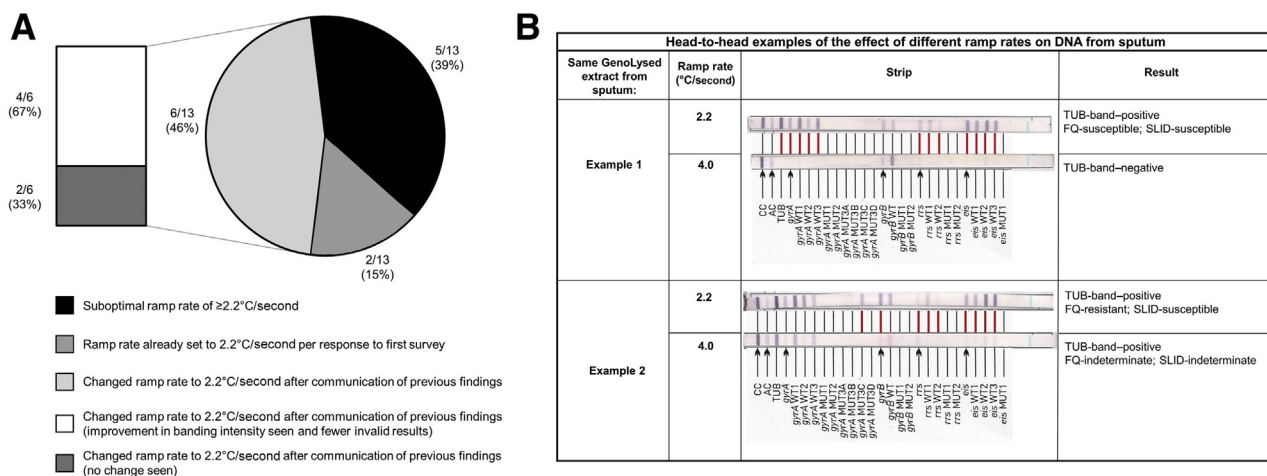 A
5/13
(39%)
6/13
(46%)
2/13
(15%)
4/6
(67%)
2/6
(33%)
Suboptimal ramp rate of ≥2.2°C/second
Ramp rate already set to 2.2°C/second per response to first survey
Changed ramp rate to 2.2°C/second after communication of previous findings
Changed ramp rate to 2.2°C/second after communication of previous findings
(improvement in banding intensity seen and fewer invalid results)
Changed ramp rate to 2.2°C/second after communication of previous findings
(no change seen)
B
Head-to-head examples of the effect of different ramp rates on DNA from sputum
Same GenoLysed
extract from
sputum:
Ramp rate
(°C/second)
Strip
Result
Example 1
2.2
TUB-band–positive
FQ-susceptible; SLID-susceptible
4.0
TUB-band–negative
CC
AC
TUB
gyrA
gyrA WT1
gyrA WT2
gyrA WT3
gyrA MUT1
gyrA MUT2
gyrA MUT3A
gyrA MUT3B
gyrA MUT3C
gyrA MUT3D
gyrB
gyrB WT
gyrB MUT1
gyrB MUT2
rrs
rrs WT1
rrs WT2
rrs MUT1
rrs MUT2
eis
eis WT1
eis WT2
eis WT3
eis MUT1
Example 2
2.2
TUB-band–positive
FQ-resistant; SLID-susceptible
4.0
TUB-band–positive
FQ-indeterminate; SLID-indeterminate
CC
AC
TUB
gyrA
gyrA WT1
gyrA WT2
gyrA WT3
gyrA MUT1
gyrA MUT2
gyrA MUT3A
gyrA MUT3B
gyrA MUT3C
gyrA MUT3D
gyrB
gyrB WT
gyrB MUT1
gyrB MUT2
rrs
rrs WT1
rrs WT2
rrs MUT1
rrs MUT2
eis
eis WT1
eis WT2
eis WT3
eis MUT1